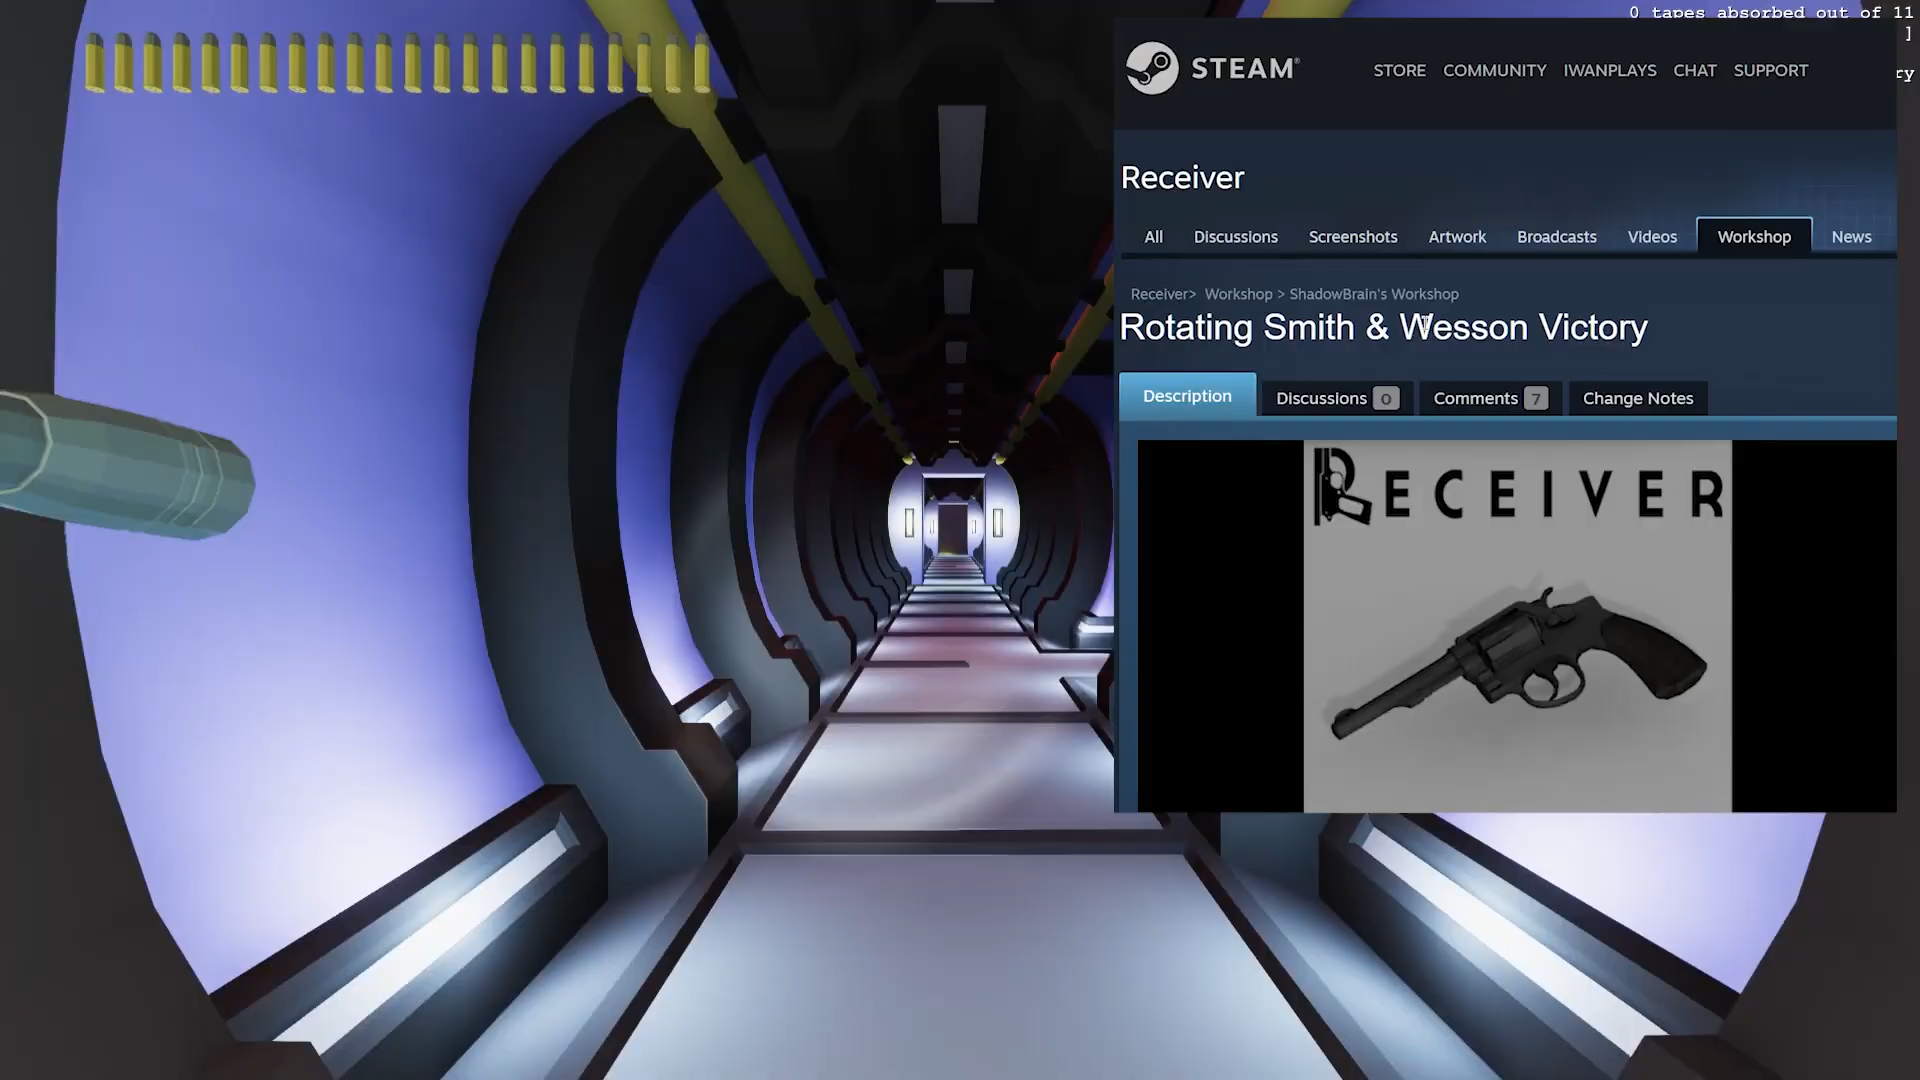 0 tapes absorbed out of 11
]
ry
STEAM®
STORE COMMUNITY IWANPLAYS CHAT SUPPORT
Receiver
All Discussions Screenshots Artwork Broadcasts Videos Workshop News
Receiver> Workshop > ShadowBrain's Workshop
Rotating Smith & Wesson Victory
Description Discussions 0 Comments 7 Change Notes
RECEIVER